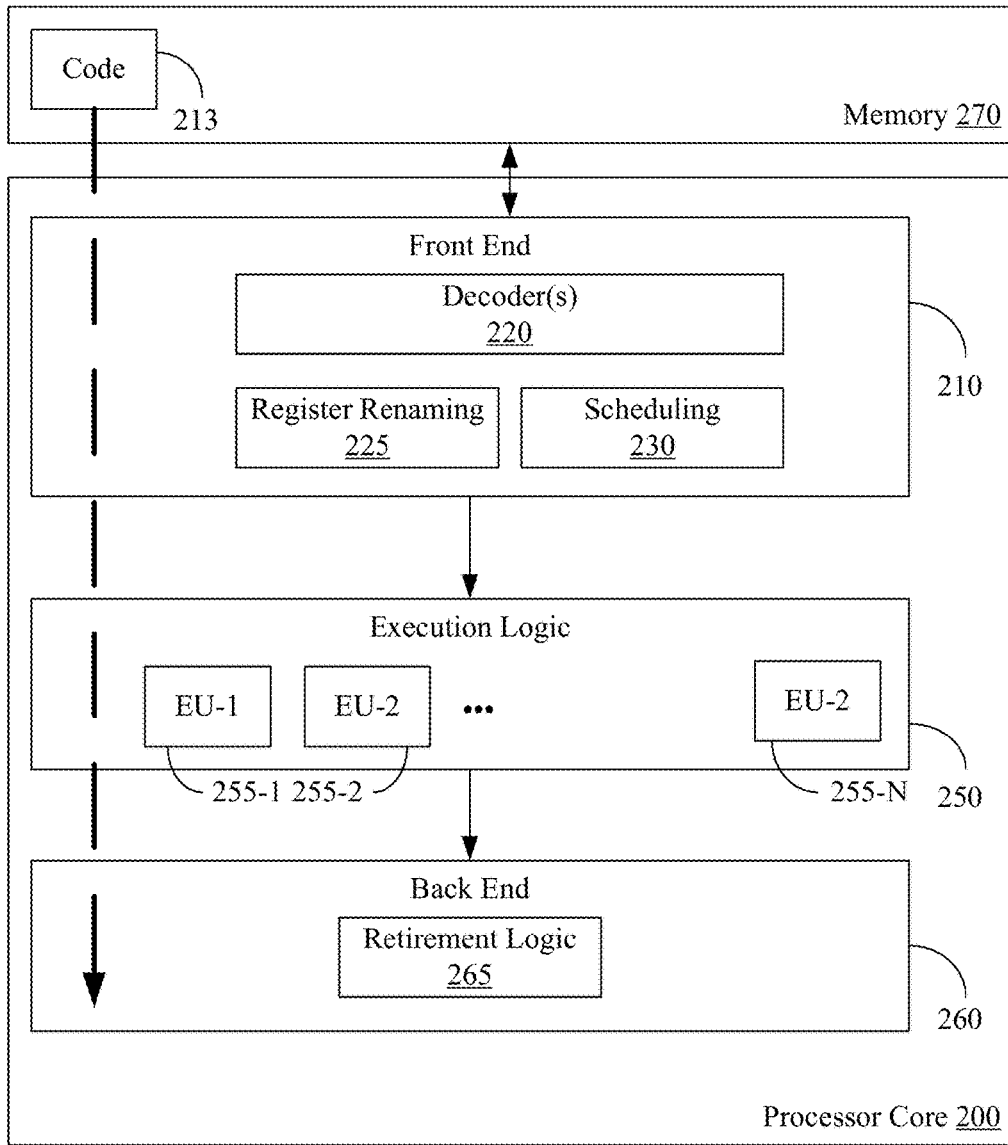 Code
213
Memory 270
Front End
Decoder(s)
220
210
Register Renaming
225
Scheduling
230
Execution Logic
EU-1
EU-2
...
EU-2
255-1 255-2
255-N
250
Back End
Retirement Logic
265
260
Processor Core 200